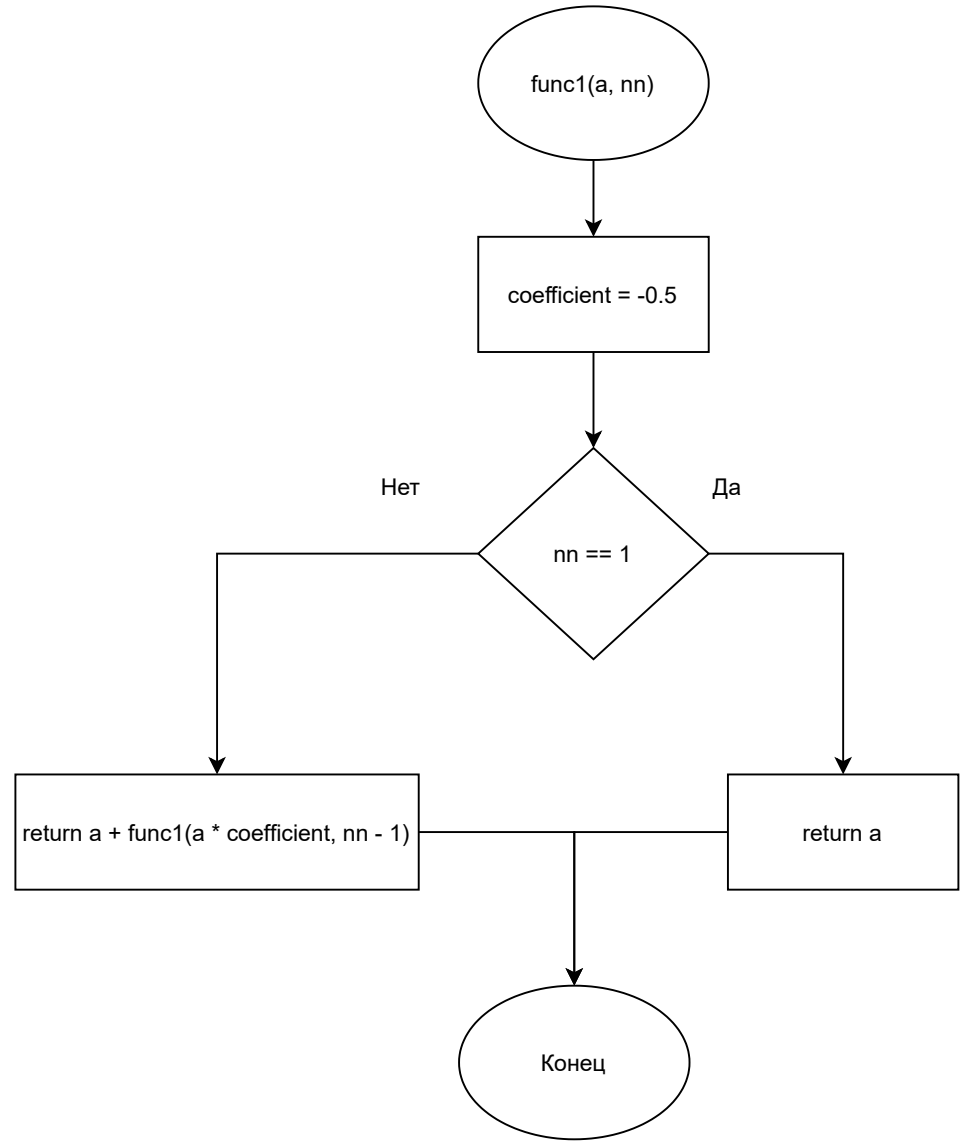 func1(a, nn)
coefficient = -0.5
Нет
Да
nn == 1
return a + func1(a * coefficient, nn - 1)
return a
Конец